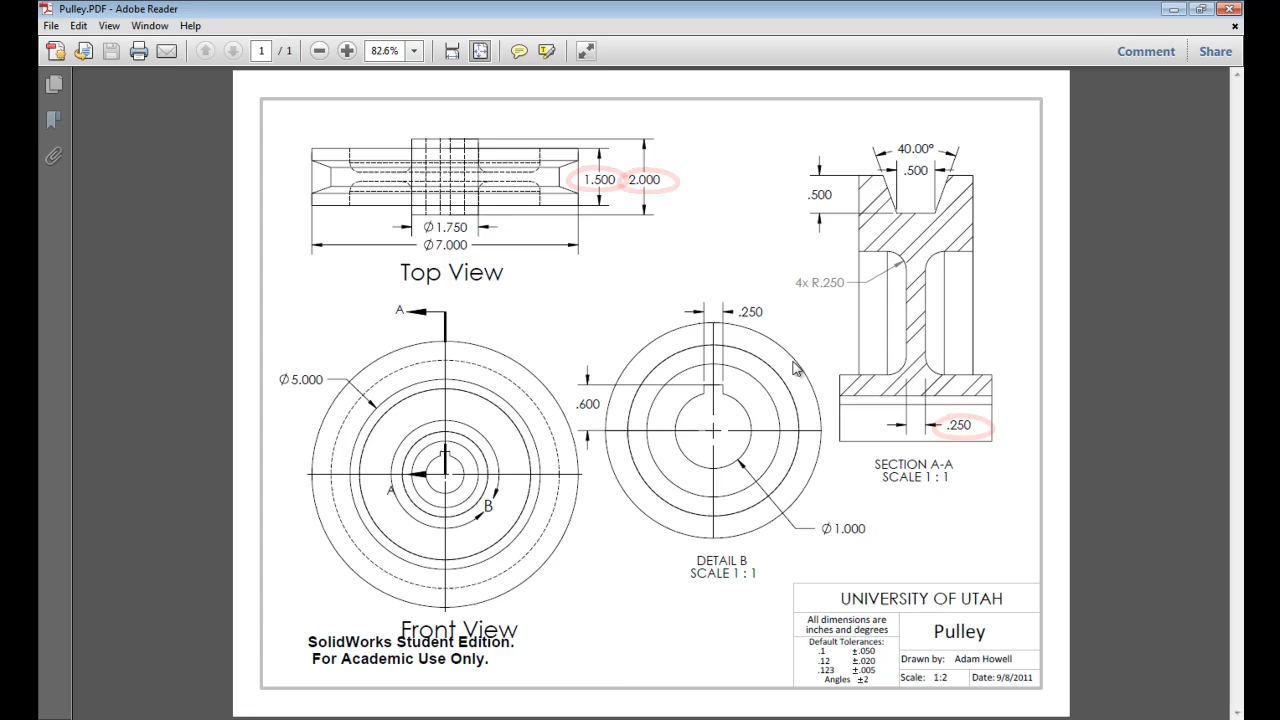 Pulley.PDF - Adobe Reader
File Edit View Window Help
1 / 1 82.6% Comment Share
1.500 2.000
Ø 1.750
Ø 7.000
Top View
40.00°
.500
.500
4x R.250
.250
SECTION A-A
SCALE 1 : 1
A
Ø 5.000
A
B
Front View
SolidWorks Student Edition.
For Academic Use Only.
.250
.600
Ø 1.000
DETAIL B
SCALE 1 : 1
UNIVERSITY OF UTAH
All dimensions are
inches and degrees
Default Tolerances:
.1 ±.050
.12 ±.020
.123 ±.005
Angles ±2
Pulley
Drawn by: Adam Howell
Scale: 1:2 Date: 9/8/2011